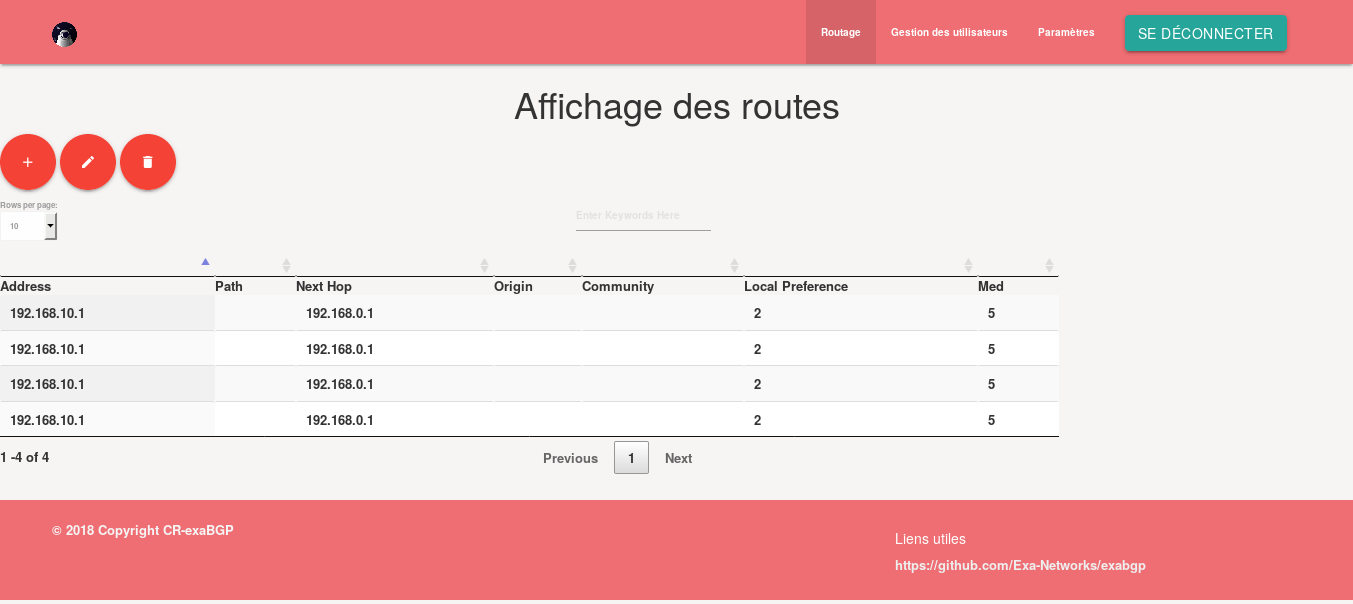 Routage Gestion des utilisateurs Paramètres SE DÉCONNECTER
Affichage des routes
Rows per page:
10
Enter Keywords Here
Address Path Next Hop Origin Community Local Preference Med
192.168.10.1 192.168.0.1 2 5
192.168.10.1 192.168.0.1 2 5
192.168.10.1 192.168.0.1 2 5
192.168.10.1 192.168.0.1 2 5
1 -4 of 4 Previous 1 Next
© 2018 Copyright CR-exaBGP
Liens utiles
https://github.com/Exa-Networks/exabgp